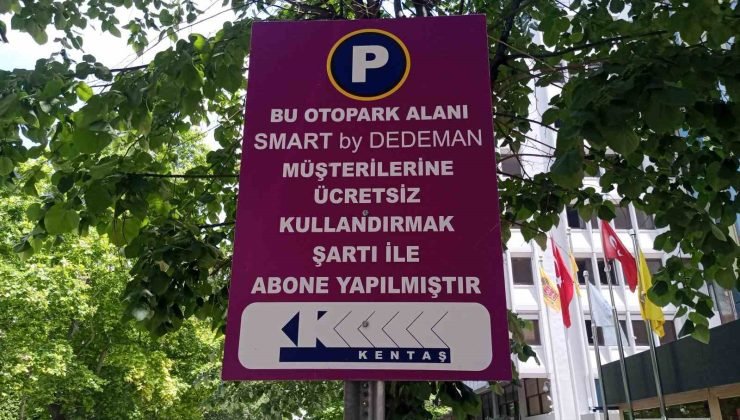 P
BU OTOPARK ALANI
SMART by DEDEMAN
MÜŞTERİLERİNE
ÜCRETSİZ
KULLANDIRMAK
ŞARTI İLE
ABONE YAPILMIŞTIR
K
KENTAŞ